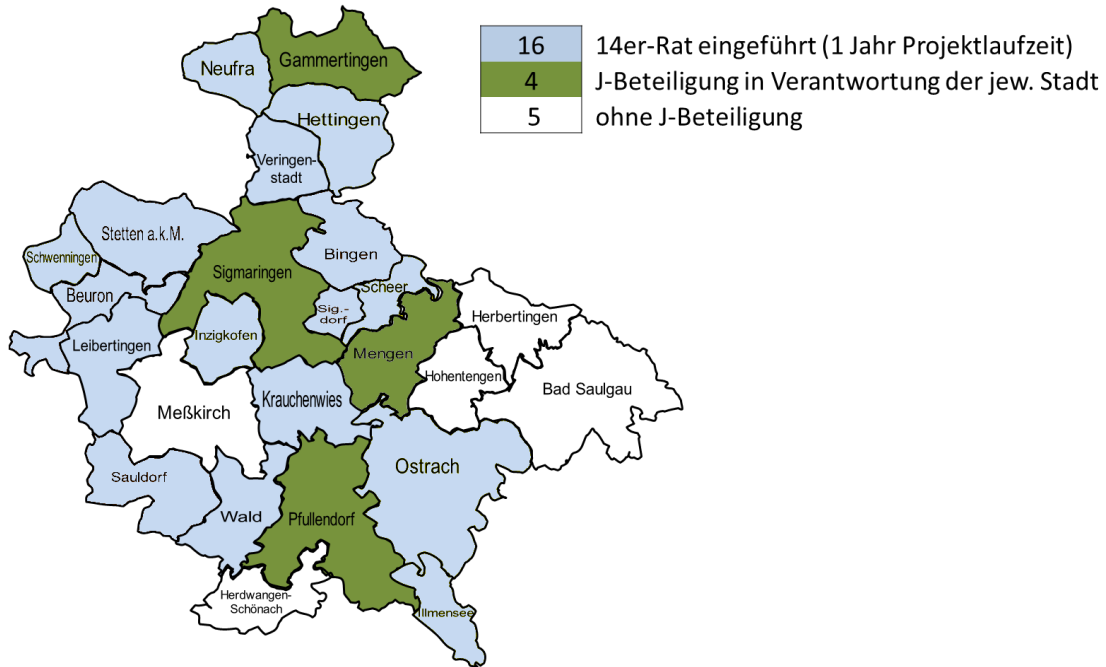 16 14er-Rat eingeführt (1 Jahr Projektlaufzeit)
4 J-Beteiligung in Verantwortung der jew. Stadt
5 ohne J-Beteiligung
Gammertingen
Neufra
Hettingen
Veringen-
stadt
Stetten a.k.M.
Schwenningen
Bingen
Sigmaringen
Beuron
Scheer
Sig.-
dorf
Herbertingen
Inzigkofen
Leibertingen
Mengen
Hohentengen
Bad Saulgau
Krauchenwies
Meßkirch
Ostrach
Sauldorf
Wald
Pfullendorf
Herdwangen-
Schönach
Illmensee